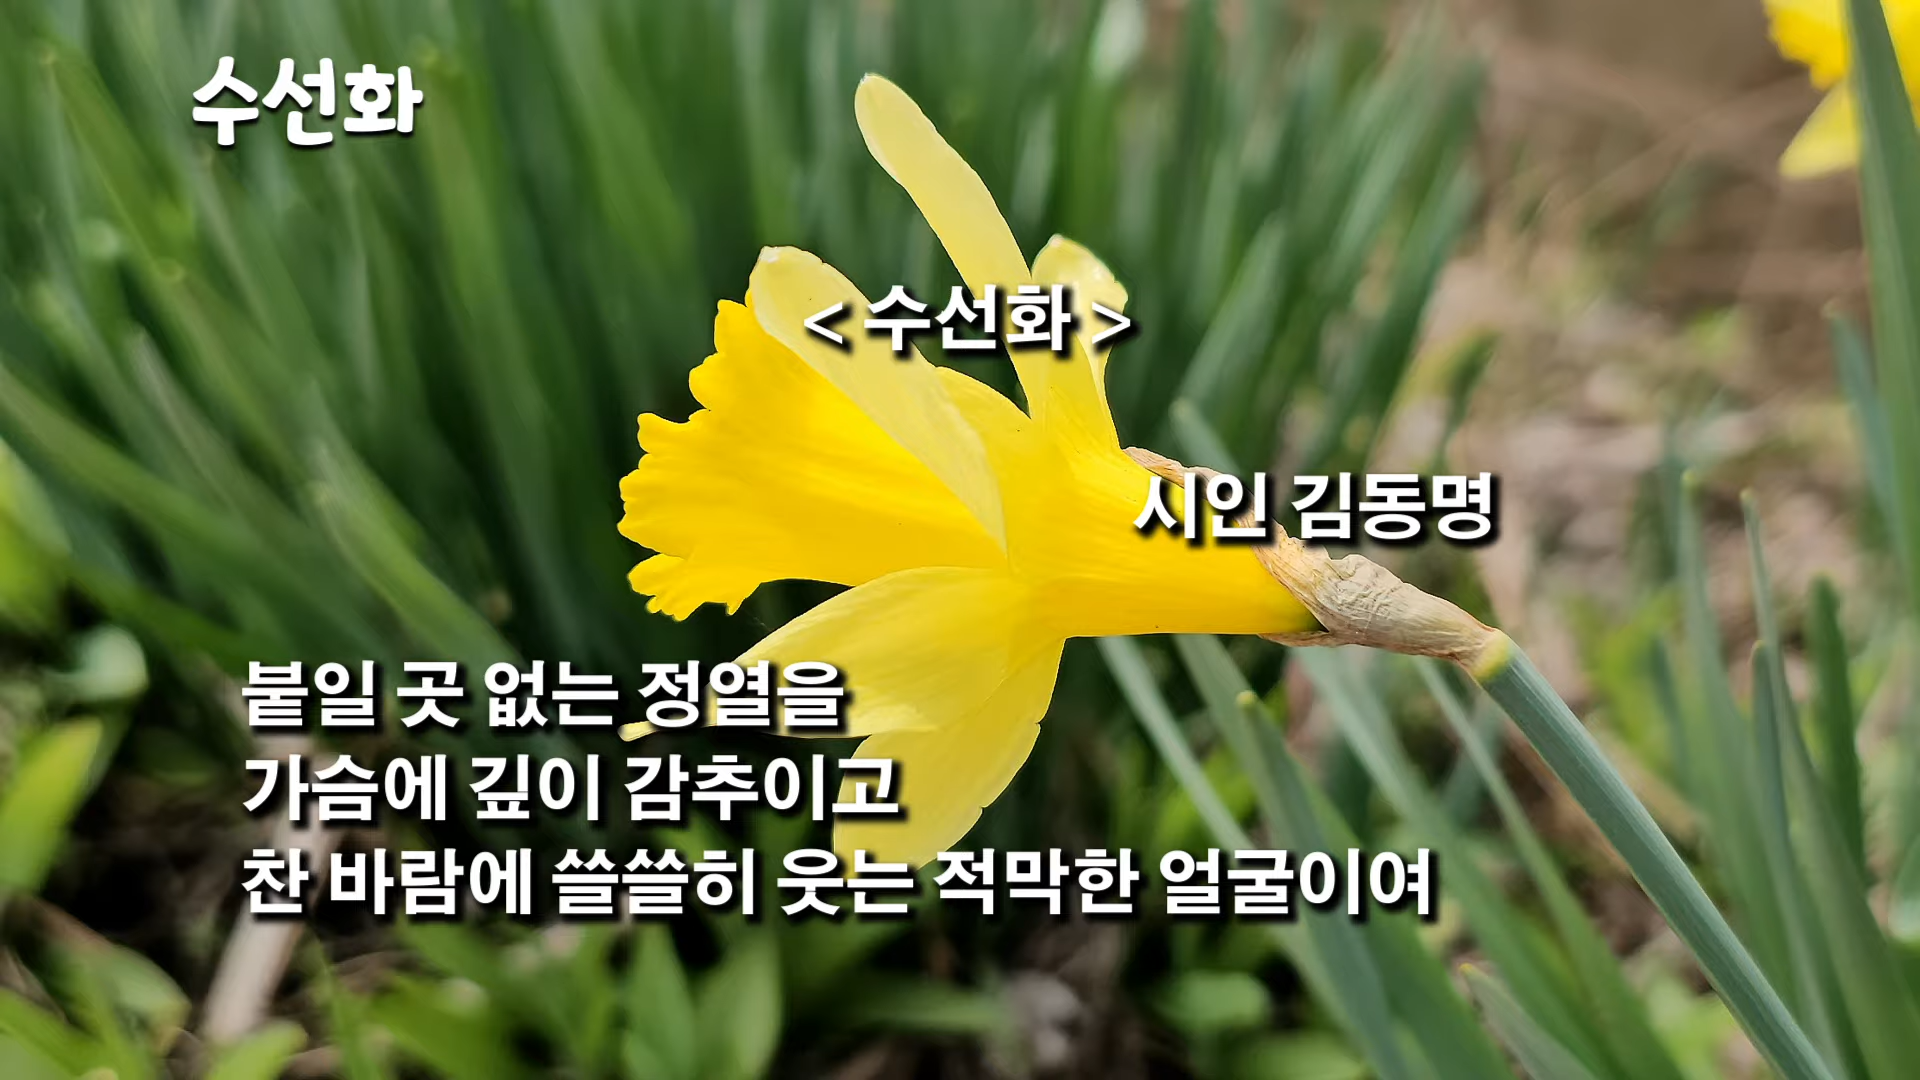 수선화
< 수선화 >
시인 김동명
붙일 곳 없는 정열을
가슴에 깊이 감추이고
찬 바람에 쓸쓸히 웃는 적막한 얼굴이여